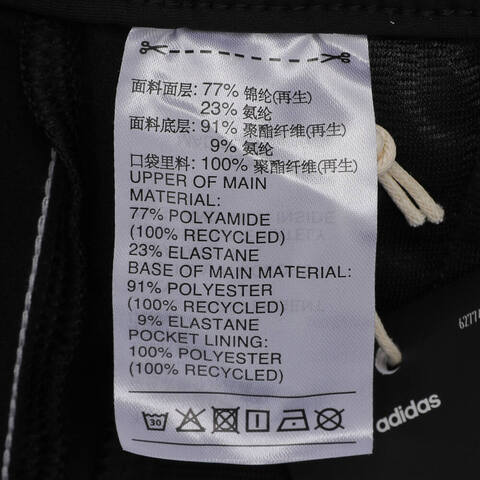 面料面层: 77% 锦纶(再生)
23% 氨纶
面料底层: 91% 聚酯纤维(再生)
9% 氨纶
口袋里料: 100% 聚酯纤维(再生)
UPPER OF MAIN
MATERIAL:
77% POLYAMIDE
(100% RECYCLED)
23% ELASTANE
BASE OF MAIN MATERIAL:
91% POLYESTER
(100% RECYCLED)
9% ELASTANE
POCKET LINING:
100% POLYESTER
(100% RECYCLED)
30
adidas